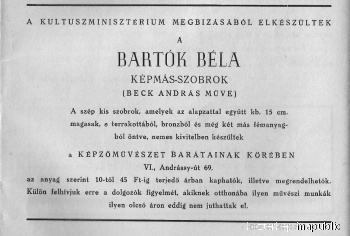 A KULTUSZMINISZTÉRIUM MEGBIZÁSÁBÓL ELKÉSZÜLTEK
A
BARTÓK BÉLA
KÉPMÁS-SZOBROK
(BECK ANDRÁS MŰVE)
A szép kis szobrok, amelyek az alapzattal együtt kb. 15 cm.
magasak, e terrakottából, bronzból és még két más fémanyag-
ból öntve, nemes kivitelben készültek
a KÉPZŐMŰVÉSZET BARÁTAINAK KÖRÉBEN
VI., Andrássy-út 69.
az anyag szerint 10-től 45 Ft-ig terjedő árban kaphatók, illetve megrendelhetők.
Külön felhivjuk erre a dolgozók figyelmét, akiknek otthonába ilyen művészi munkák
ilyen olcsó áron eddig nem juthattak el.
mapublix